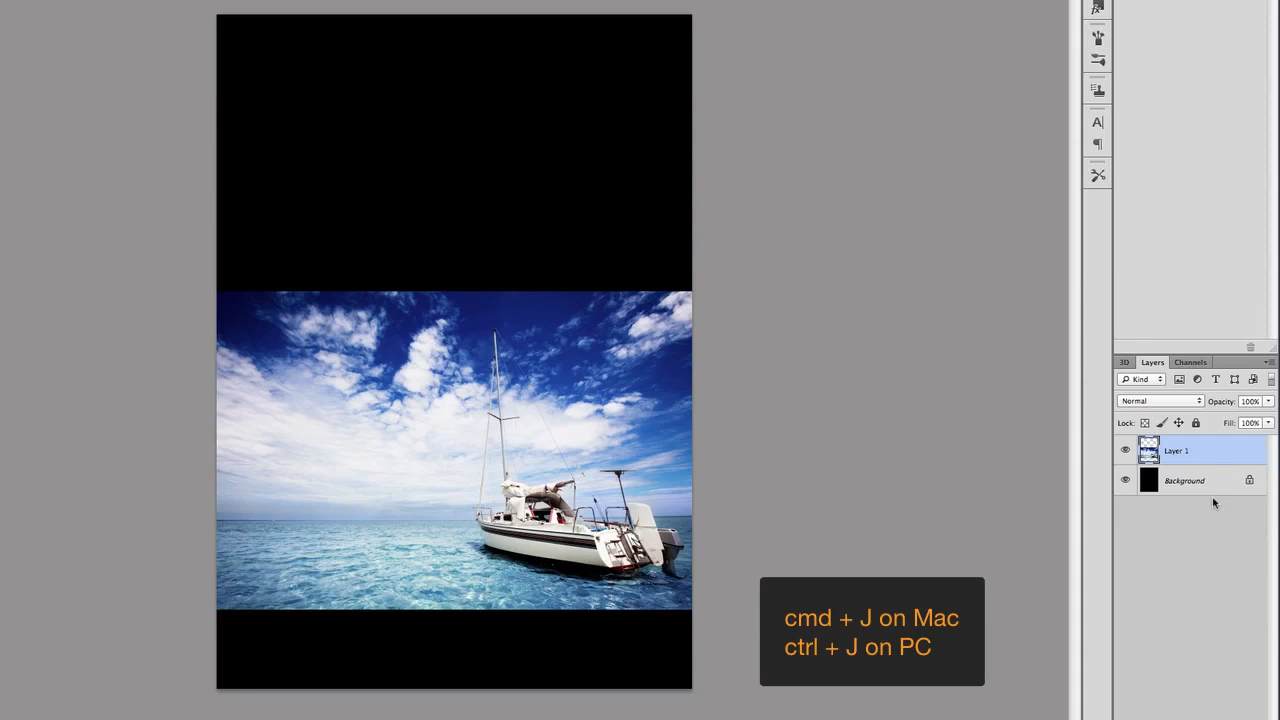 A|
3D Layers Channels
Kind
Normal Opacity: 100%
Lock: Fill: 100%
Layer 1
Background
cmd + J on Mac
ctrl + J on PC